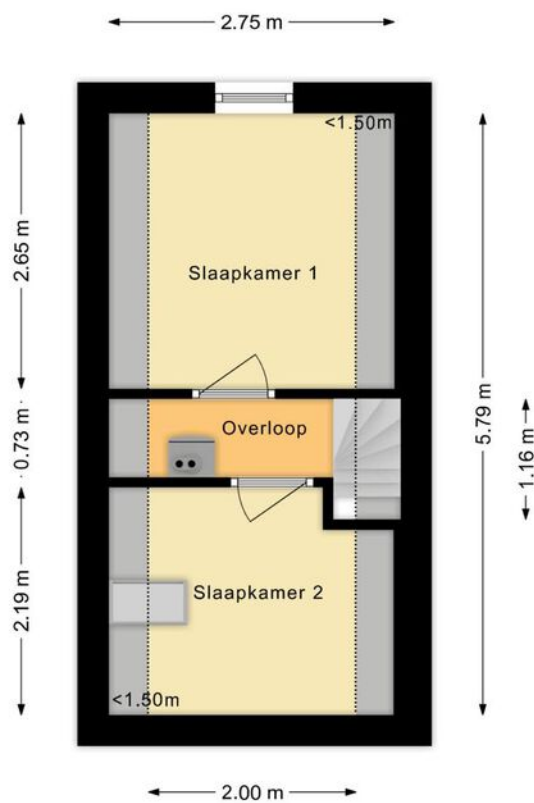 2.75 m
<1.50m
2.65 m
Slaapkamer 1
5.79 m
0.73 m
Overloop
1.16 m
2.19 m
Slaapkamer 2
<1.50m
2.00 m